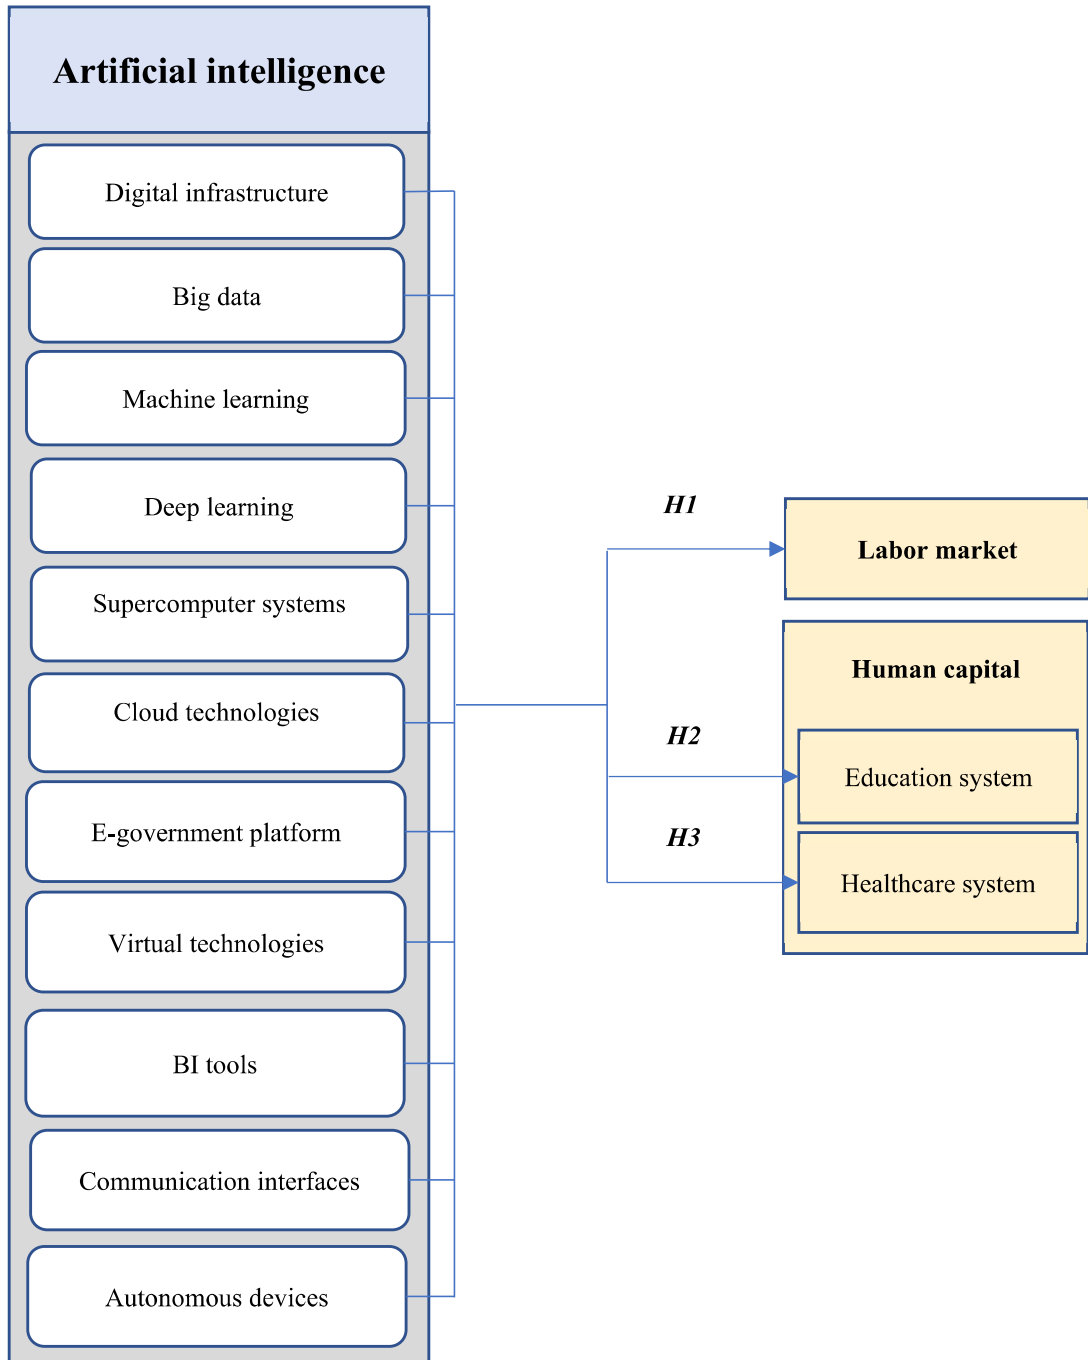 Artificial intelligence
Digital infrastructure
Big data
Machine learning
Deep learning
Supercomputer systems
Cloud technologies
E-government platform
Virtual technologies
BI tools
Communication interfaces
Autonomous devices
H1
Labor market
Human capital
H2
Education system
H3
Healthcare system